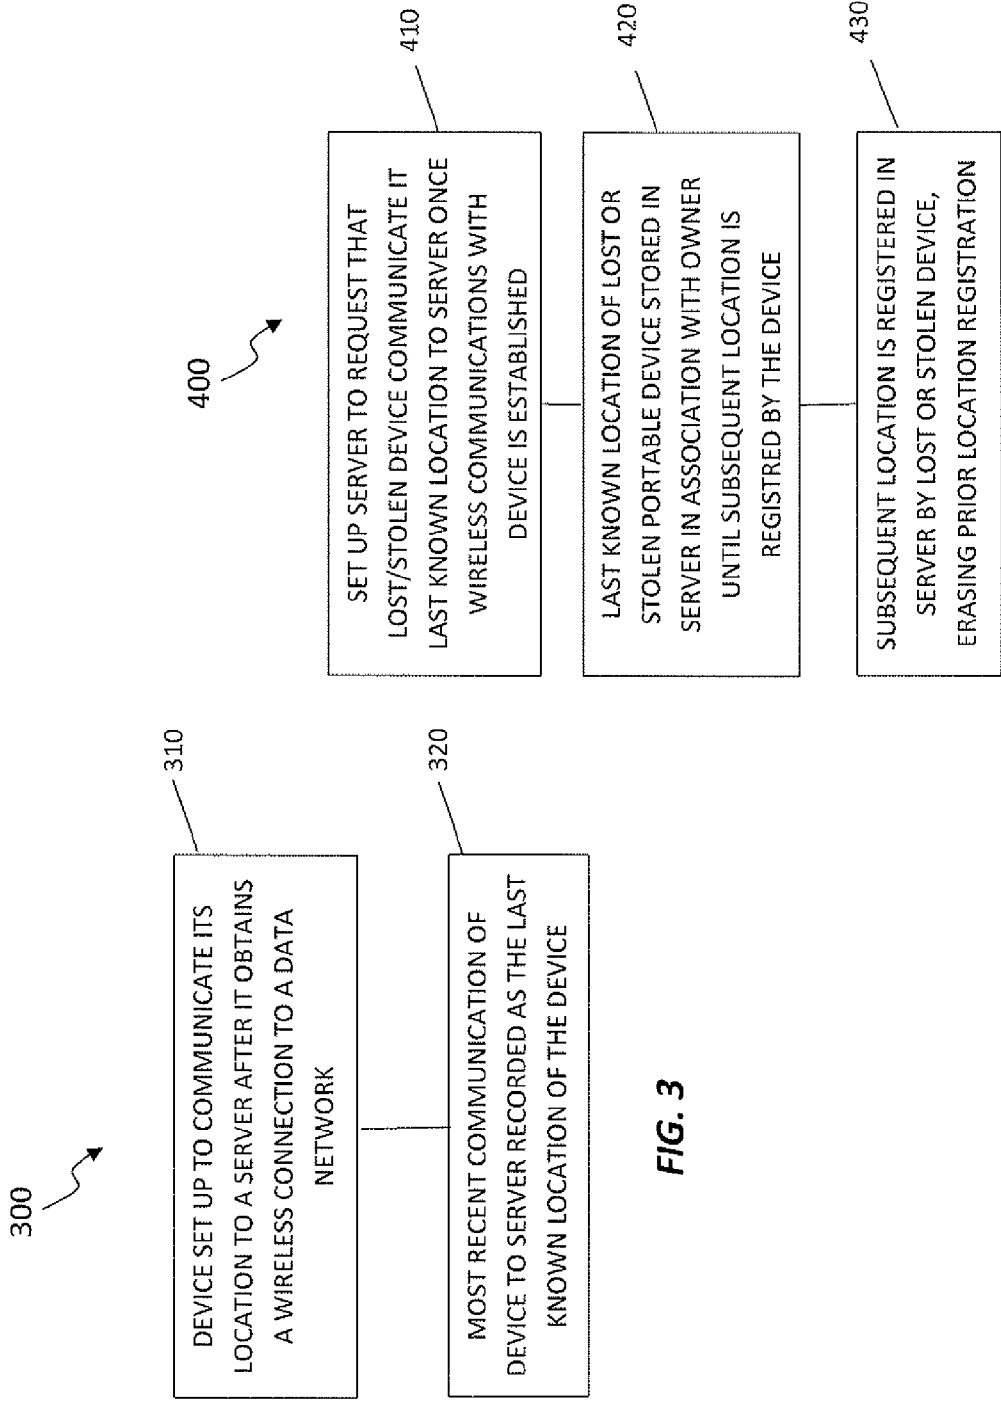 300
310
DEVICE SET UP TO COMMUNICATE ITS
LOCATION TO A SERVER AFTER IT OBTAINS
A WIRELESS CONNECTION TO A DATA
NETWORK
320
MOST RECENT COMMUNICATION OF
DEVICE TO SERVER RECORDED AS THE LAST
KNOWN LOCATION OF THE DEVICE
FIG. 3
400
410
SET UP SERVER TO REQUEST THAT
LOST/STOLEN DEVICE COMMUNICATE IT
LAST KNOWN LOCATION TO SERVER ONCE
WIRELESS COMMUNICATIONS WITH
DEVICE IS ESTABLISHED
420
LAST KNOWN LOCATION OF LOST OR
STOLEN PORTABLE DEVICE STORED IN
SERVER IN ASSOCIATION WITH OWNER
UNTIL SUBSEQUENT LOCATION IS
REGISTRED BY THE DEVICE
430
SUBSEQUENT LOCATION IS REGISTERED IN
SERVER BY LOST OR STOLEN DEVICE,
ERASING PRIOR LOCATION REGISTRATION